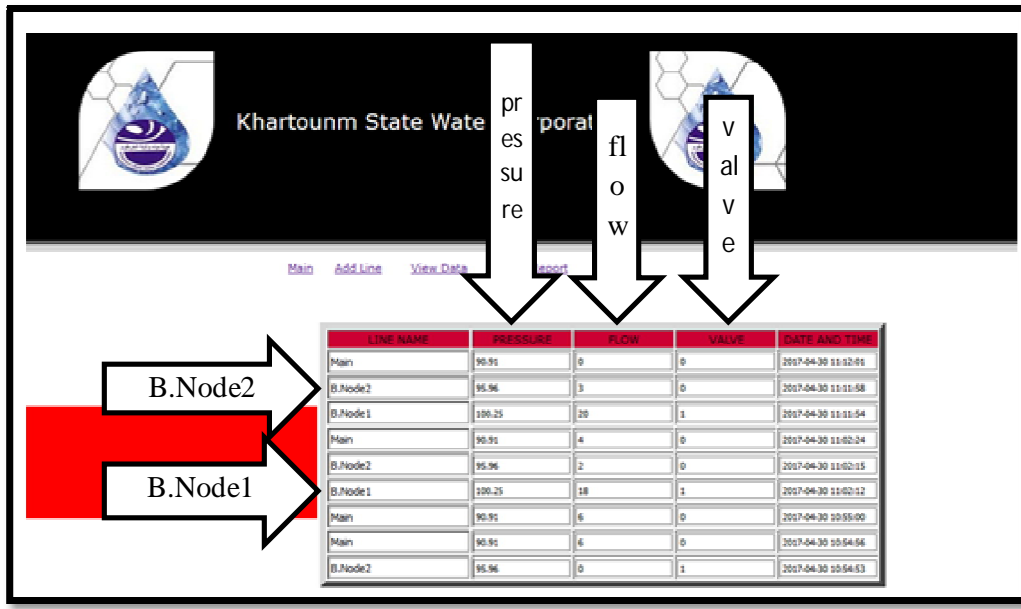 Khartounm State Wate
porat
pr
es
su
re
fl
o
w
v
al
v
e
Main Add Line View Data Report
LINE NAME PRESSURE FLOW VALVE DATE AND TIME
Main 90.91 0 0 2017-04-30 11:12:01
B.Node2 95.96 3 0 2017-04-30 11:11:58
B.Node1 100.25 20 1 2017-04-30 11:11:54
Main 90.91 4 0 2017-04-30 11:02:24
B.Node2 95.96 2 0 2017-04-30 11:02:15
B.Node1 100.25 18 1 2017-04-30 11:02:12
Main 90.91 6 0 2017-04-30 10:55:00
Main 90.91 6 0 2017-04-30 10:54:56
B.Node2 95.96 0 1 2017-04-30 10:54:53
B.Node2
B.Node1